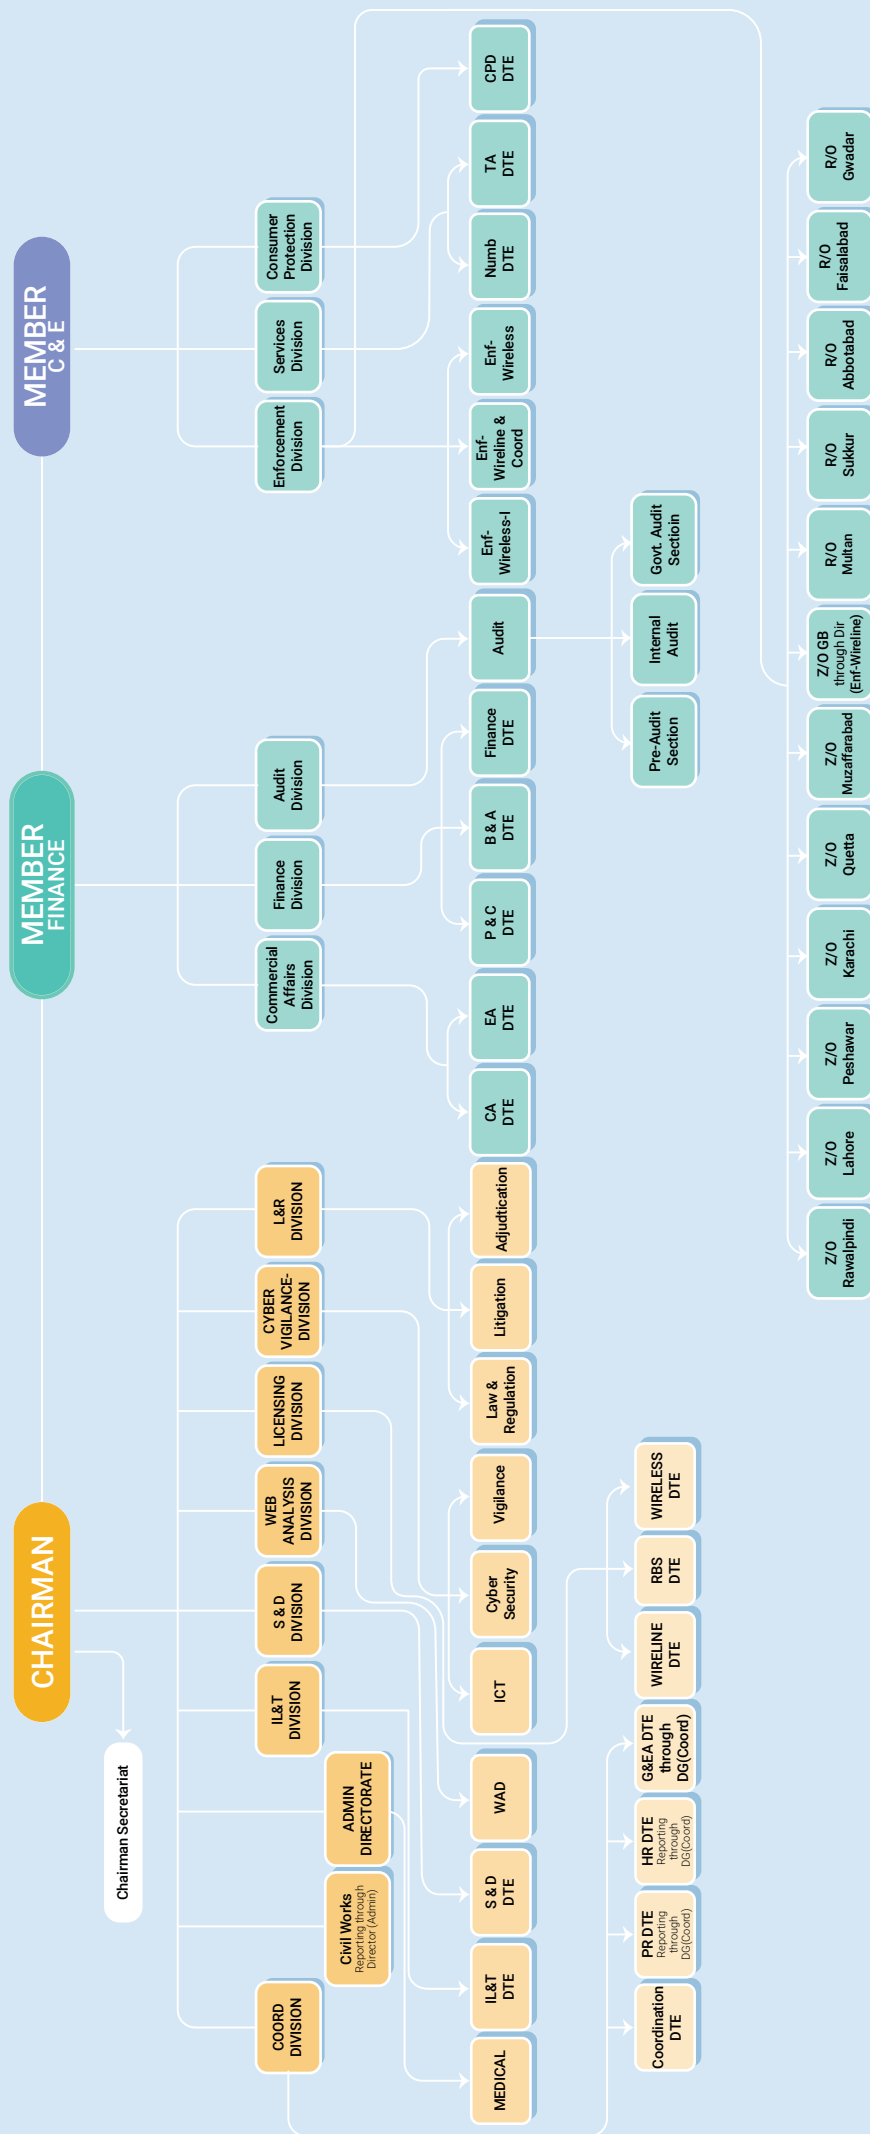 CHAIRMAN
MEMBER
FINANCE
MEMBER
C & E
Chairman Secretariat
COORD
DIVISION
Civil Works
Reporting through
Director (Admin)
ADMIN
DIRECTORATE
IL&T
DIVISION
S & D
DIVISION
WEB
ANALYSIS
DIVISION
LICENSING
DIVISION
CYBER
VIGILANCE-
DIVISION
L&R
DIVISION
Commercial
Affairs
Division
Finance
Division
Audit
Division
Enforcement
Division
Services
Division
Consumer
Protection
Division
MEDICAL
IL&T
DTE
S & D
DTE
WAD
ICT
Cyber
Security
Vigilance
Law &
Regulation
Litigation
Adjudtication
CA
DTE
EA
DTE
P & C
DTE
B & A
DTE
Finance
DTE
Audit
Enf-
Wireless-I
Enf-
Wireline &
Coord
Enf-
Wireless
Numb
DTE
TA
DTE
CPD
DTE
Coordination
DTE
PR DTE
Reporting
through
DG(Coord)
HR DTE
Reporting
through
DG(Coord)
G&EA DTE
through
DG(Coord)
WIRELINE
DTE
RBS
DTE
WIRELESS
DTE
Pre-Audit
Section
Internal
Audit
Govt. Audit
Sectioin
Z/O
Rawalpindi
Z/O
Lahore
Z/O
Peshawar
Z/O
Karachi
Z/O
Quetta
Z/O
Muzaffarabad
Z/O GB
through Dir
(Enf-Wireline)
R/O
Multan
R/O
Sukkur
R/O
Abbotabad
R/O
Faisalabad
R/O
Gwadar